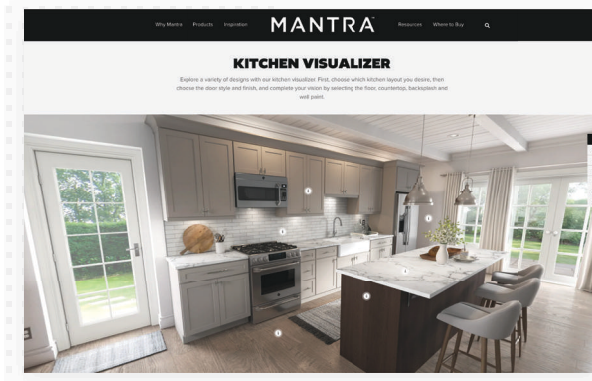 Why Mantra Products Inspiration MANTRA™ Resources Where to Buy
KITCHEN VISUALIZER
Explore a variety of designs with our kitchen visualizer. First, choose which kitchen layout you desire, then
choose the door style and finish, and complete your vision by selecting the floor, countertop, backsplash and
wall paint.